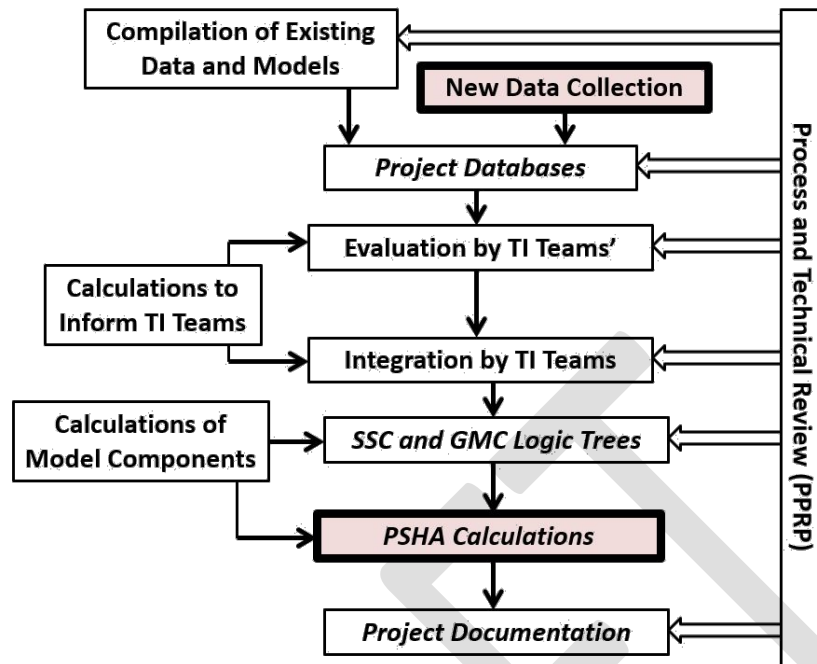 Compilation of Existing
Data and Models
New Data Collection
Project Databases
Evaluation by TI Teams’
Calculations to
Inform TI Teams
Integration by TI Teams
Calculations of
Model Components
SSC and GMC Logic Trees
PSHA Calculations
Project Documentation
Process and Technical Review (PPRP)